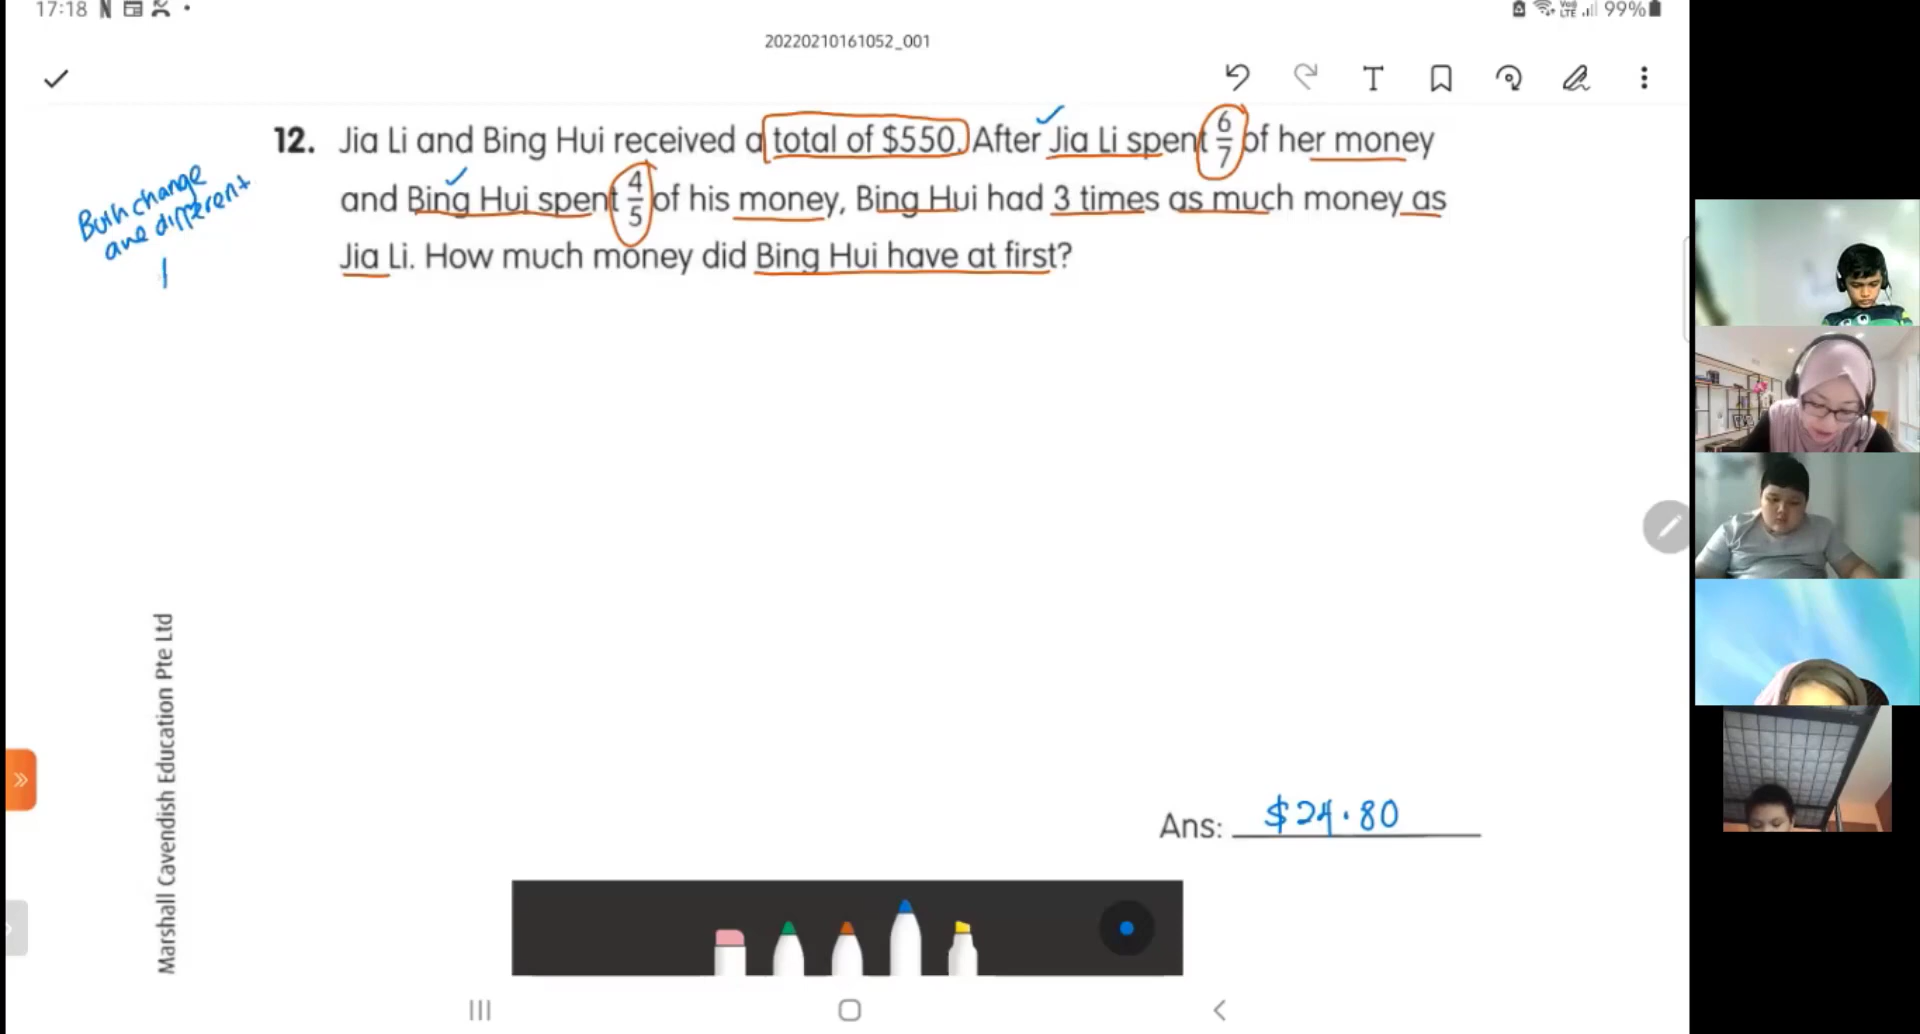 17:18
99%
20220210161052_001
T
12. Jia Li and Bing Hui received a total of $550. After Jia Li spent 6/7 of her money
and Bing Hui spent 4/5 of his money, Bing Hui had 3 times as much money as
Jia Li. How much money did Bing Hui have at first?
Both change
are different
Marshall Cavendish Education Pte Ltd
Ans: $24.80